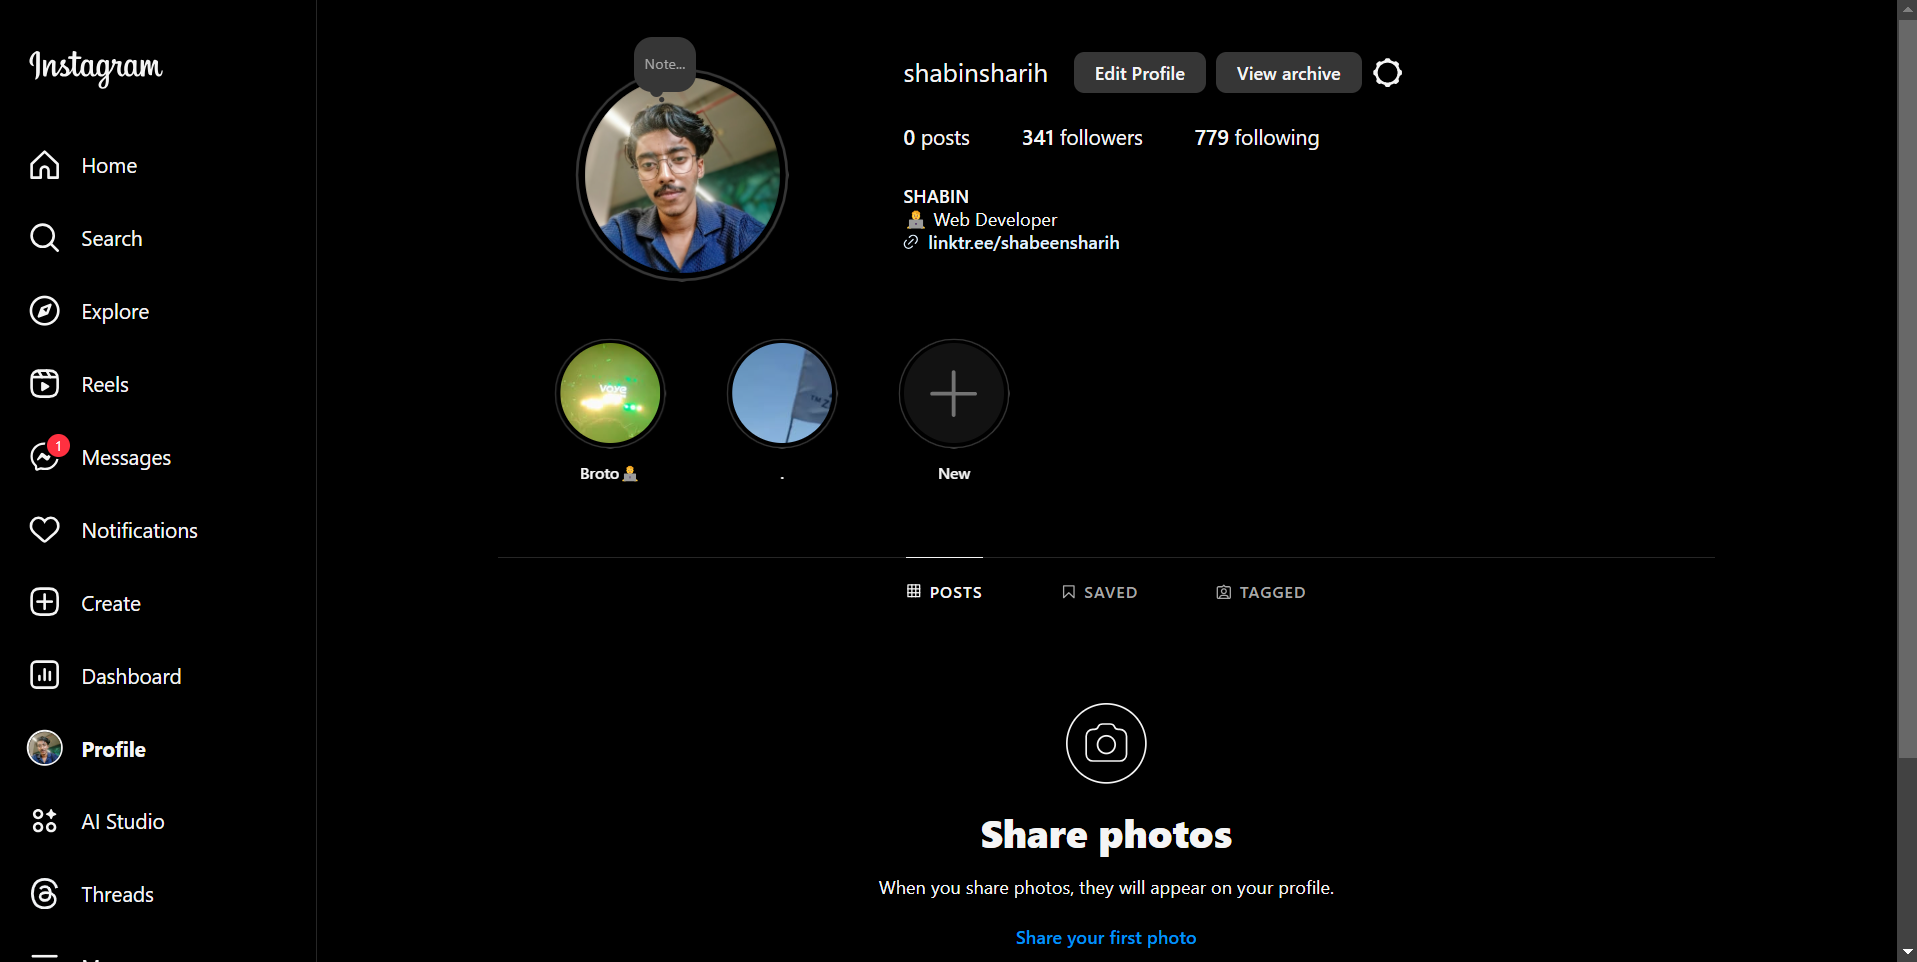 Instagram
Home
Search
Explore
Reels
1
Messages
Notifications
Create
Dashboard
Profile
AI Studio
Threads
Note...
shabinsharih
Edit Profile
View archive
0 posts
341 followers
779 following
SHABIN
🧑‍💻 Web Developer
linktr.ee/shabeensharih
Broto🧑‍💻
.
New
POSTS
SAVED
TAGGED
Share photos
When you share photos, they will appear on your profile.
Share your first photo